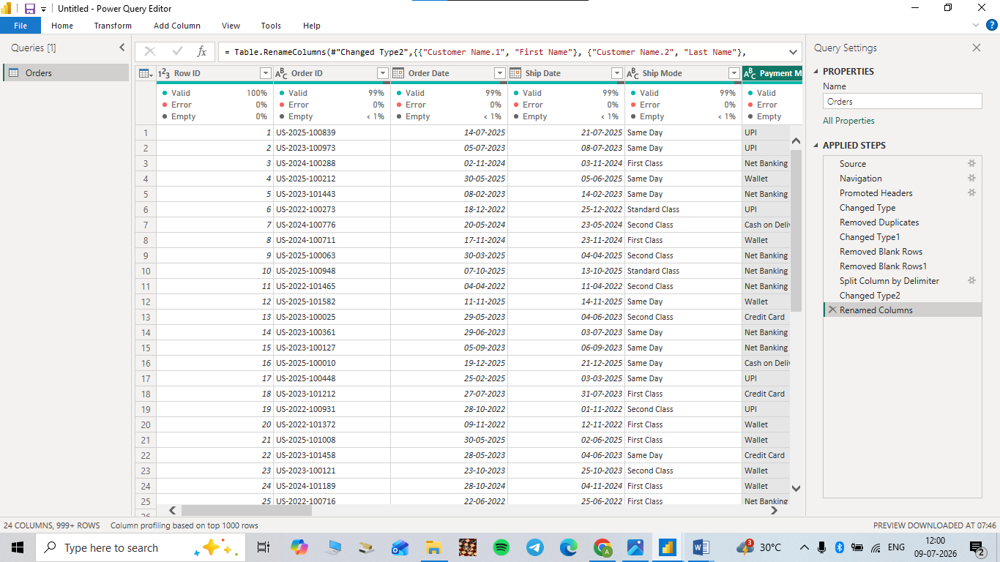 Untitled - Power Query Editor
File Home Transform Add Column View Tools Help
Queries [1]
Orders
fx = Table.RenameColumns(#"Changed Type2",{{"Customer Name.1", "First Name"}, {"Customer Name.2", "Last Name"},
1 2 3 Row ID ABC Order ID Order Date Ship Date ABC Ship Mode ABC Payment M
Valid 100% Valid 99% Valid 99% Valid 99% Valid 99% Valid
Error 0% Error 0% Error 0% Error 0% Error 0% Error
Empty 0% Empty < 1% Empty < 1% Empty < 1% Empty < 1% Empty
1 1 US-2025-100839 14-07-2025 21-07-2025 Same Day UPI
2 2 US-2023-100973 05-07-2023 08-07-2023 Same Day UPI
3 3 US-2024-100288 02-11-2024 03-11-2024 First Class Net Banking
4 4 US-2025-100212 30-05-2025 05-06-2025 Same Day Wallet
5 5 US-2023-101443 08-02-2023 14-02-2023 Same Day Net Banking
6 6 US-2022-100273 18-12-2022 25-12-2022 Standard Class UPI
7 7 US-2024-100776 20-05-2024 23-05-2024 Second Class Cash on Deli
8 8 US-2024-100711 17-11-2024 23-11-2024 First Class Wallet
9 9 US-2025-100063 30-03-2025 04-04-2025 Second Class Net Banking
10 10 US-2025-100948 07-10-2025 13-10-2025 Standard Class Net Banking
11 11 US-2022-101465 04-04-2022 11-04-2022 Second Class Net Banking
12 12 US-2025-101582 11-11-2025 14-11-2025 Same Day Wallet
13 13 US-2023-100025 29-05-2023 04-06-2023 Second Class Credit Card
14 14 US-2023-100361 29-06-2023 03-07-2023 Same Day Net Banking
15 15 US-2023-100127 05-09-2023 06-09-2023 Same Day Net Banking
16 16 US-2025-100010 19-12-2025 21-12-2025 Same Day Cash on Deli
17 17 US-2025-100448 25-02-2025 03-03-2025 Same Day UPI
18 18 US-2023-101212 27-07-2023 31-07-2023 First Class Credit Card
19 19 US-2022-100931 28-10-2022 01-11-2022 Second Class UPI
20 20 US-2022-101372 09-11-2022 12-11-2022 First Class Wallet
21 21 US-2025-101008 30-05-2025 02-06-2025 First Class Wallet
22 22 US-2023-101458 28-05-2023 04-06-2023 Same Day Credit Card
23 23 US-2023-100121 23-10-2023 25-10-2023 Second Class Wallet
24 24 US-2024-101189 28-10-2024 04-11-2024 First Class Wallet
25 25 US-2022-100716 22-06-2022 25-06-2022 First Class Net Banking
Query Settings
PROPERTIES
Name
Orders
All Properties
APPLIED STEPS
Source
Navigation
Promoted Headers
Changed Type
Removed Duplicates
Changed Type1
Removed Blank Rows
Removed Blank Rows1
Split Column by Delimiter
Changed Type2
Renamed Columns
24 COLUMNS, 999+ ROWS Column profiling based on top 1000 rows PREVIEW DOWNLOADED AT 07:46
Type here to search 3 30°C ENG 12:00
09-07-2026 2